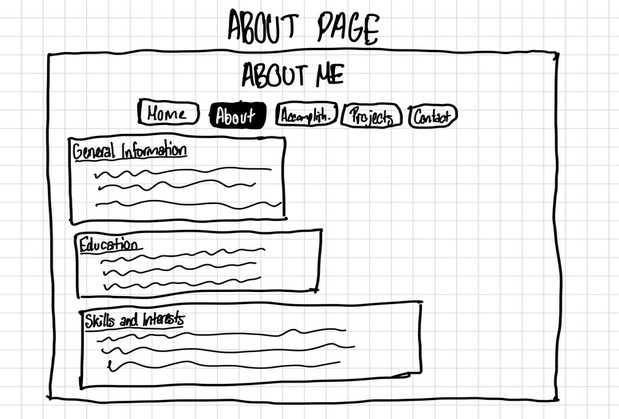 ABOUT PAGE
ABOUT ME
Home About Accomplish. Projects Contact
General Information
Education
Skills and Interests